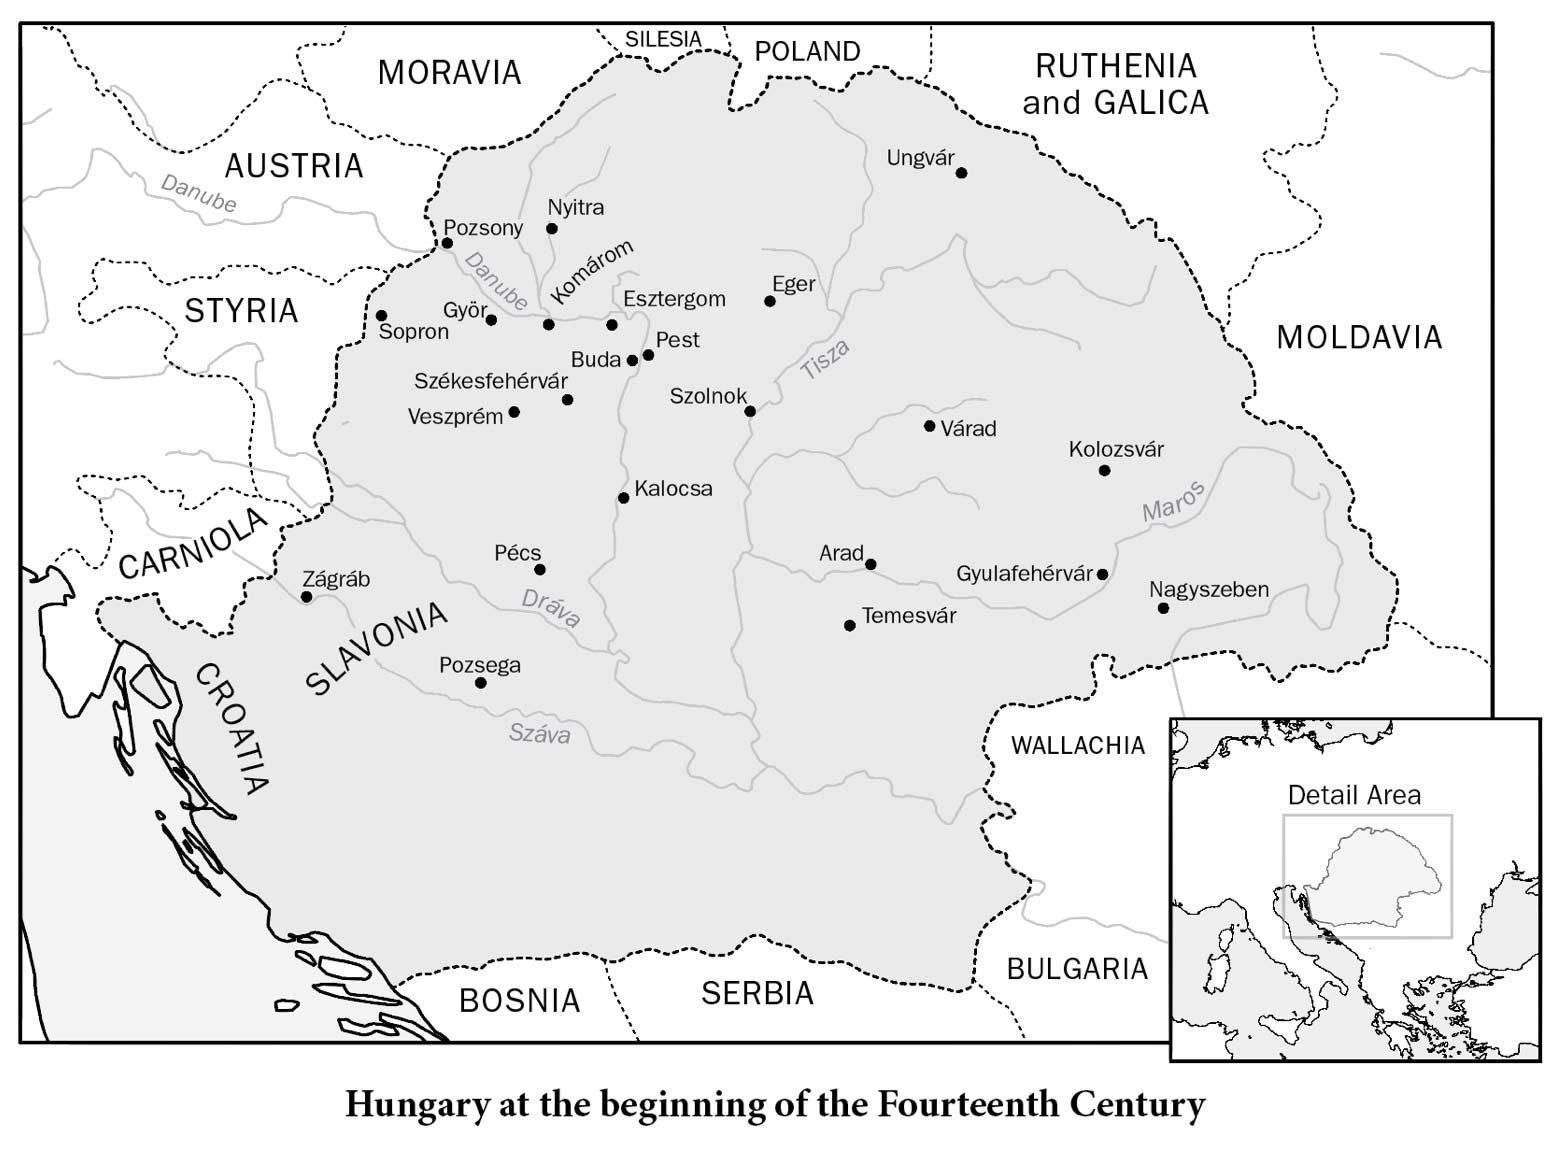 SILESIA
POLAND
MORAVIA
RUTHENIA
and GALICA
AUSTRIA
Danube
Ungvár
Nyitra
Pozsony
Danube
Komárom
Eger
STYRIA
Györ
Esztergom
Sopron
Pest
Buda
MOLDAVIA
Tisza
Székesfehérvár
Veszprém
Szolnok
Várad
Kolozsvár
Kalocsa
Maros
CARNIOLA
Pécs
Arad
Gyulafehérvár
Zágráb
Nagyszeben
Dráva
Temesvár
SLAVONIA
Pozsega
CROATIA
Száva
WALLACHIA
Detail Area
BULGARIA
BOSNIA
SERBIA
Hungary at the beginning of the Fourteenth Century